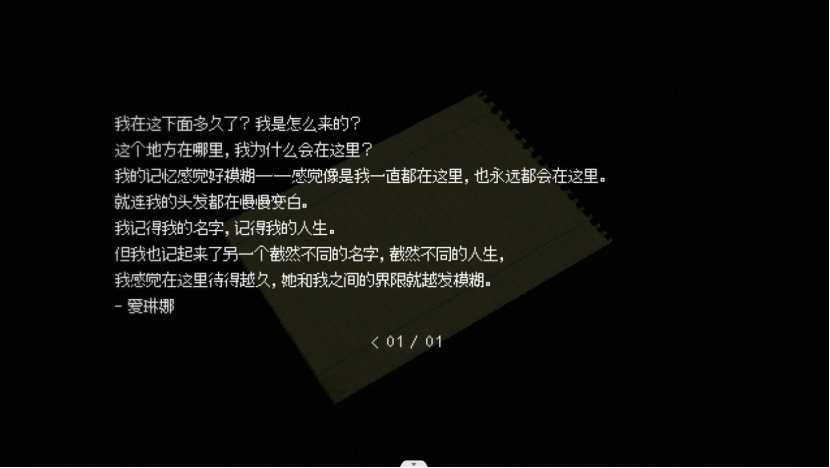 我在这下面多久了？我是怎么来的？
这个地方在哪里，我为什么会在这里？
我的记忆感觉好模糊——感觉像是我一直都在这里，也永远都会在这里。
就连我的头发都在慢慢变白。
我记得我的名字，记得我的人生。
但我也记起来了另一个截然不同的名字，截然不同的人生，
我感觉在这里待得越久，她和我之间的界限就越发模糊。
- 爱琳娜
< 01 / 01